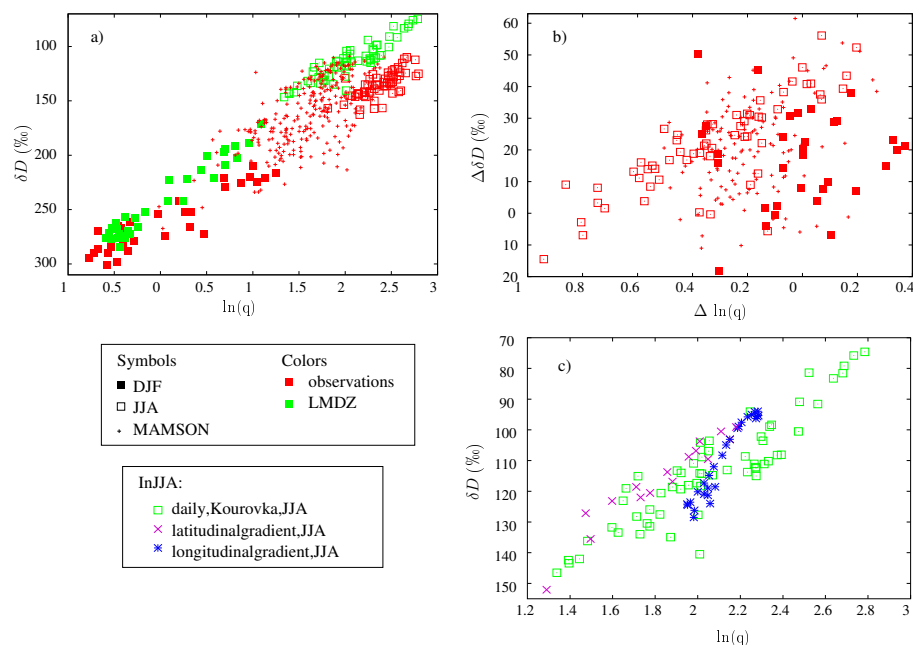 a)
100
150
200
250
300
δD (‰)
1 0.5 0 0.5 1 1.5 2 2.5 3
ln(q)
b)
60
50
40
30
20
10
0
10
20
ΔδD (‰)
1 0.8 0.6 0.4 0.2 0 0.2 0.4
Δ ln(q)
Symbols
DJF
JJA
MAMSON
Colors
observations
LMDZ
InJJA:
daily,Kourovka,JJA
latitudinalgradient,JJA
longitudinalgradient,JJA
c)
70
80
90
100
110
120
130
140
150
δD (‰)
1.2 1.4 1.6 1.8 2 2.2 2.4 2.6 2.8 3
ln(q)